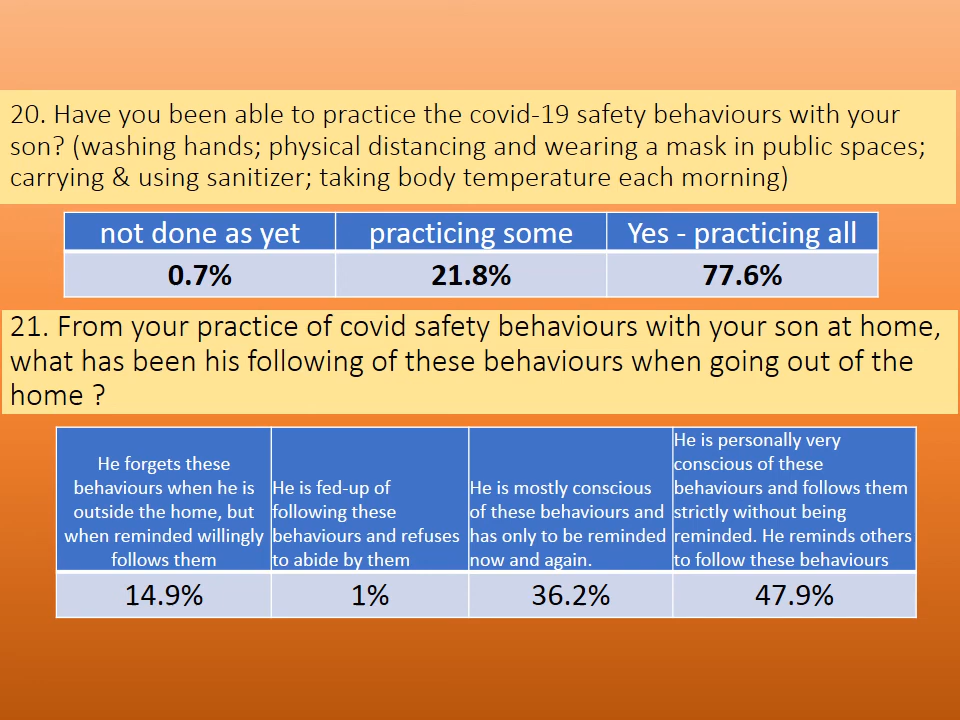 20. Have you been able to practice the covid-19 safety behaviours with your
son? (washing hands; physical distancing and wearing a mask in public spaces;
carrying & using sanitizer; taking body temperature each morning)
not done as yet practicing some Yes - practicing all
0.7% 21.8% 77.6%
21. From your practice of covid safety behaviours with your son at home,
what has been his following of these behaviours when going out of the
home ?
He forgets these
behaviours when he is
outside the home, but
when reminded willingly
follows them
He is fed-up of
following these
behaviours and refuses
to abide by them
He is mostly conscious
of these behaviours and
has only to be reminded
now and again.
He is personally very
conscious of these
behaviours and follows them
strictly without being
reminded. He reminds others
to follow these behaviours
14.9% 1% 36.2% 47.9%